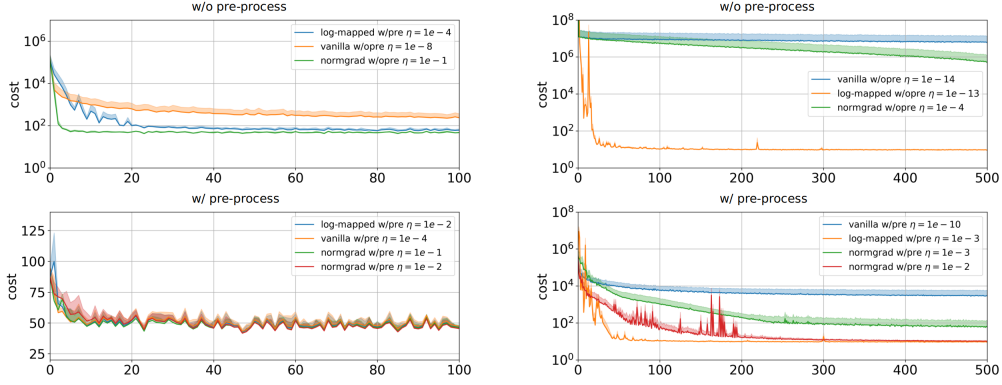 w/o pre-process
cost
10^6
10^4
10^2
10^0
0 20 40 60 80 100
log-mapped w/pre η = 1e − 4
vanilla w/opre η = 1e − 8
normgrad w/opre η = 1e − 1
w/o pre-process
cost
10^8
10^6
10^4
10^2
10^0
0 100 200 300 400 500
vanilla w/opre η = 1e − 14
log-mapped w/opre η = 1e − 13
normgrad w/opre η = 1e − 4
w/ pre-process
cost
125
100
75
50
25
0 20 40 60 80 100
log-mapped w/pre η = 1e − 2
vanilla w/pre η = 1e − 4
normgrad w/pre η = 1e − 1
normgrad w/pre η = 1e − 2
w/ pre-process
cost
10^8
10^6
10^4
10^2
10^0
0 100 200 300 400 500
vanilla w/pre η = 1e − 10
log-mapped w/pre η = 1e − 3
normgrad w/pre η = 1e − 3
normgrad w/pre η = 1e − 2